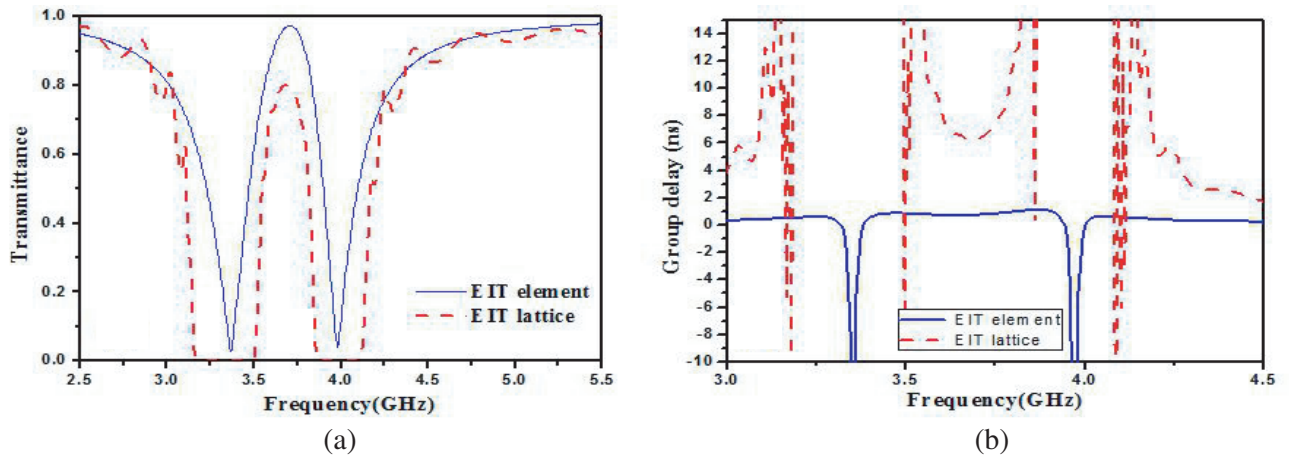 1.0
0.8
0.6
0.4
0.2
0.0
Transmittance
EIT element
EIT lattice
2.5 3.0 3.5 4.0 4.5 5.0 5.5
Frequency(GHz)
(a)
14
12
10
8
6
4
2
0
-2
-4
-6
-8
-10
Group delay (ns)
EIT element
EIT lattice
3.0 3.5 4.0 4.5
Frequency(GHz)
(b)